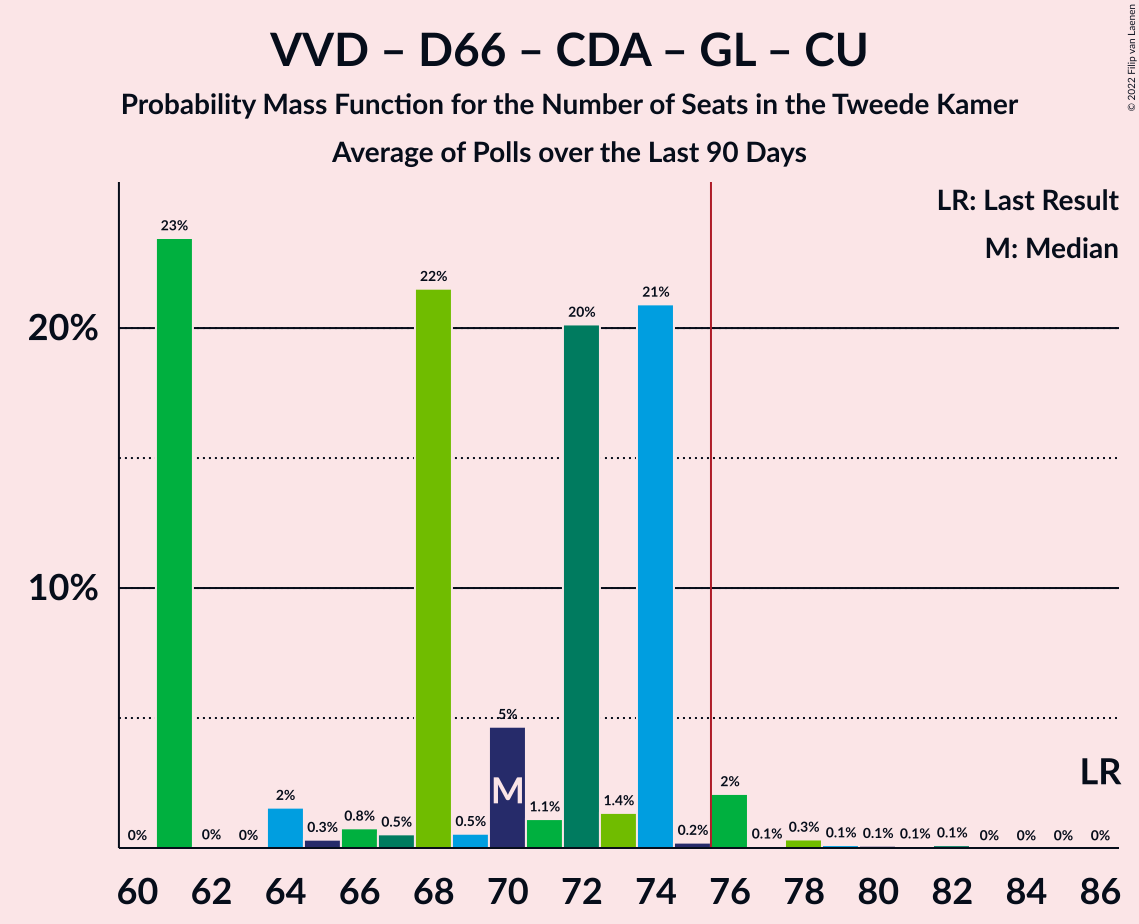 VVD – D66 – CDA – GL – CU
Probability Mass Function for the Number of Seats in the Tweede Kamer
Average of Polls over the Last 90 Days
© 2022 Filip van Laenen
LR: Last Result
M: Median
20%
10%
0% 23% 0% 0% 2% 0.3% 0.8% 0.5% 22% 0.5% 5% 1.1% 20% 1.4% 21% 0.2% 2% 0.1% 0.3% 0.1% 0.1% 0.1% 0.1% 0% 0% 0% 0%
M
LR
60 62 64 66 68 70 72 74 76 78 80 82 84 86